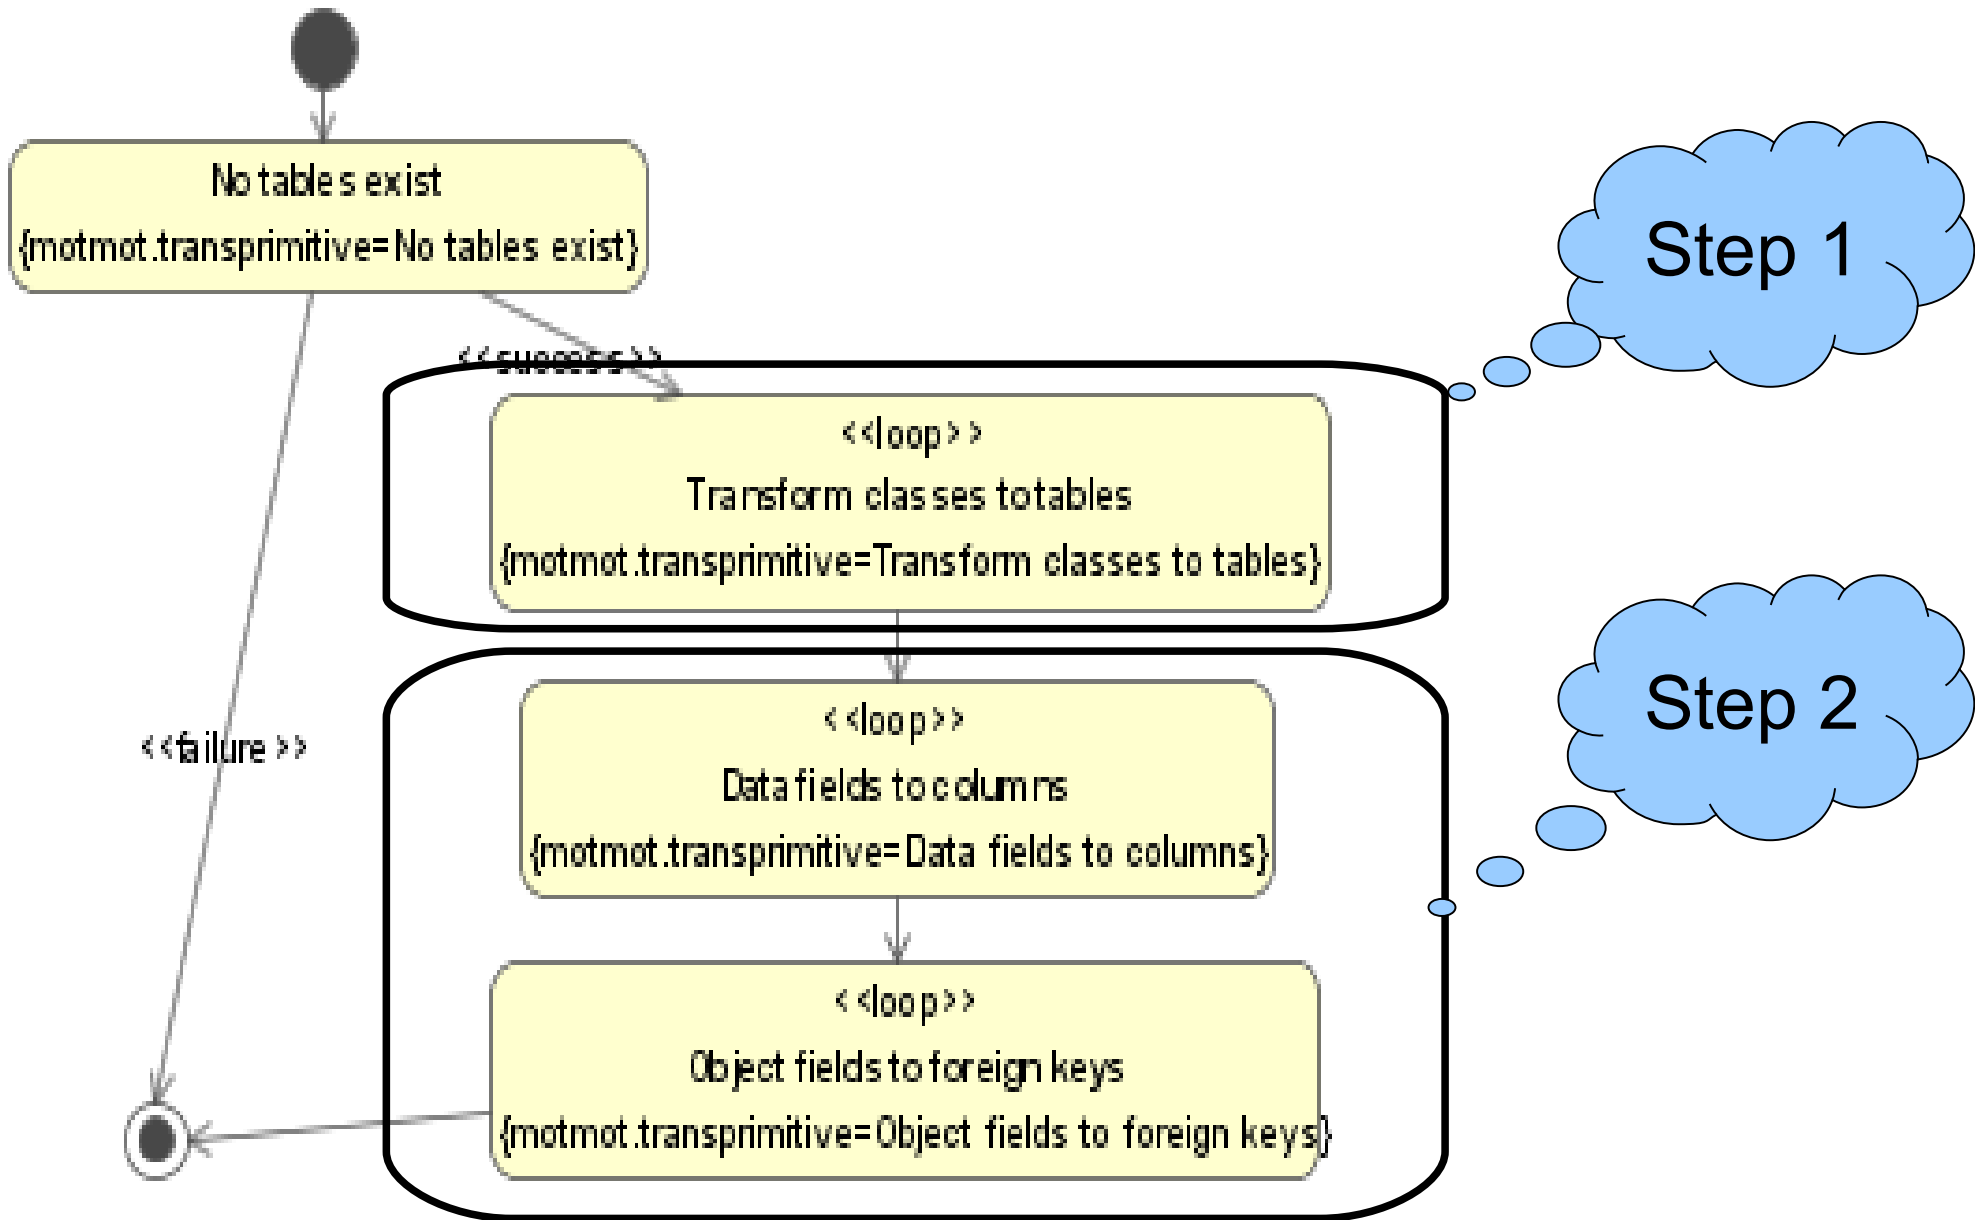 No tables exist
{motmot.transprimitive=No tables exist}
Step 1
<<success>>
<<loop>>
Transform classes to tables
{motmot.transprimitive=Transform classes to tables}
Step 2
<<loop>>
<<failure>>
Data fields to columns
{motmot.transprimitive=Data fields to columns}
<<loop>>
Object fields to foreign keys
{motmot.transprimitive=Object fields to foreign keys}